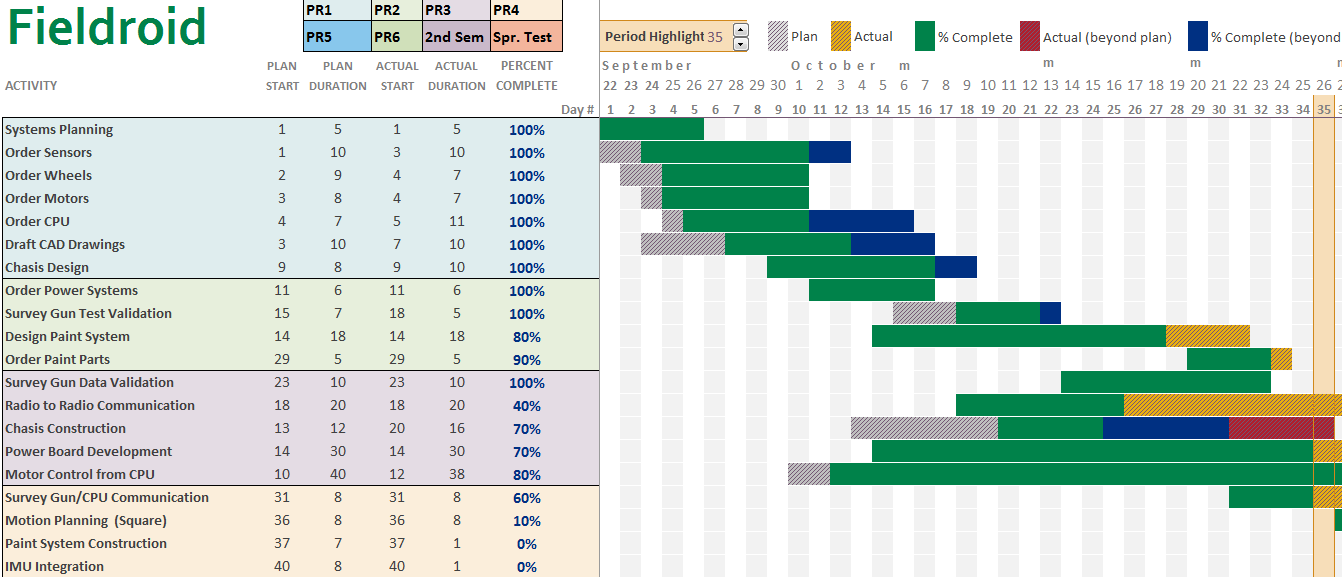 Fieldroid
PR1 PR2 PR3 PR4
PR5 PR6 2nd Sem Spr. Test
Period Highlight 35
Plan Actual % Complete Actual (beyond plan) % Complete (beyond
PLAN PLAN ACTUAL ACTUAL PERCENT
ACTIVITY START DURATION START DURATION COMPLETE
September October m m m
22 23 24 25 26 27 28 29 30 1 2 3 4 5 6 7 8 9 10 11 12 13 14 15 16 17 18 19 20 21 22 23 24 25 26
Day # 1 2 3 4 5 6 7 8 9 10 11 12 13 14 15 16 17 18 19 20 21 22 23 24 25 26 27 28 29 30 31 32 33 34 35
Systems Planning 1 5 1 5 100%
Order Sensors 1 10 3 10 100%
Order Wheels 2 9 4 7 100%
Order Motors 3 8 4 7 100%
Order CPU 4 7 5 11 100%
Draft CAD Drawings 3 10 7 10 100%
Chasis Design 9 8 9 10 100%
Order Power Systems 11 6 11 6 100%
Survey Gun Test Validation 15 7 18 5 100%
Design Paint System 14 18 14 18 80%
Order Paint Parts 29 5 29 5 90%
Survey Gun Data Validation 23 10 23 10 100%
Radio to Radio Communication 18 20 18 20 40%
Chasis Construction 13 12 20 16 70%
Power Board Development 14 30 14 30 70%
Motor Control from CPU 10 40 12 38 80%
Survey Gun/CPU Communication 31 8 31 8 60%
Motion Planning (Square) 36 8 36 8 10%
Paint System Construction 37 7 37 1 0%
IMU Integration 40 8 40 1 0%